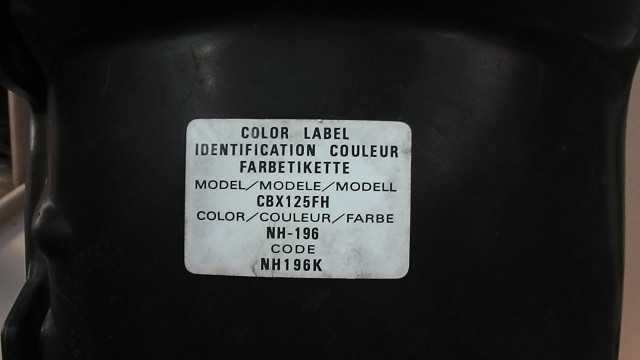 COLOR LABEL
IDENTIFICATION COULEUR
FARBETIKETTE
MODEL/MODELE/MODELL
CBX125FH
COLOR/COULEUR/FARBE
NH-196
CODE
NH196K